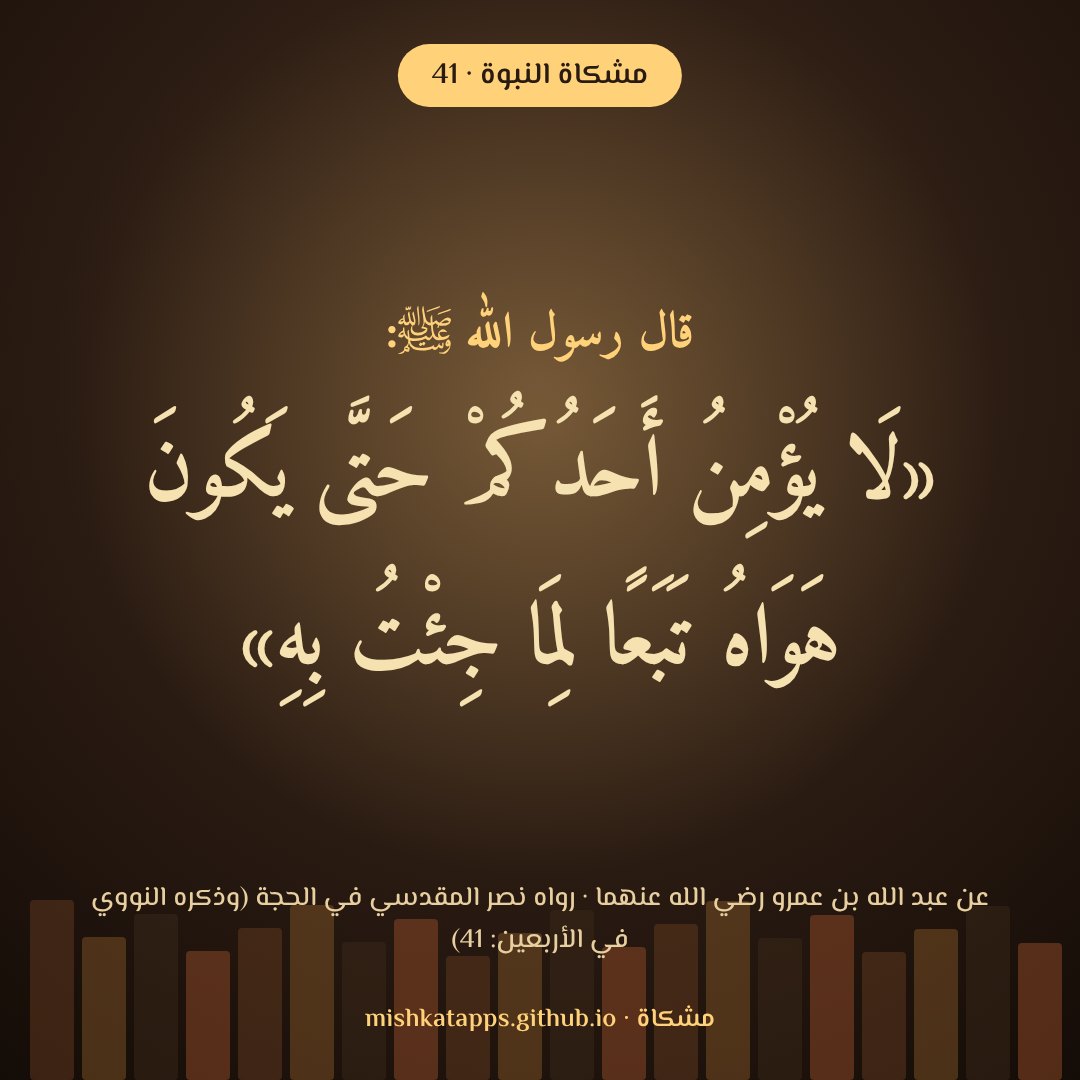 مشكاة النبوة · 41
قال رسول الله ﷺ:
«لَا يُؤْمِنُ أَحَدُكُمْ حَتَّى يَكُونَ
هَوَاهُ تَبَعًا لِمَا جِئْتُ بِهِ»
عن عبد الله بن عمرو رضي الله عنهما · رواه نصر المقدسي في الحجة (وذكره النووي
في الأربعين: 41)
مشكاة · mishkatapps.github.io